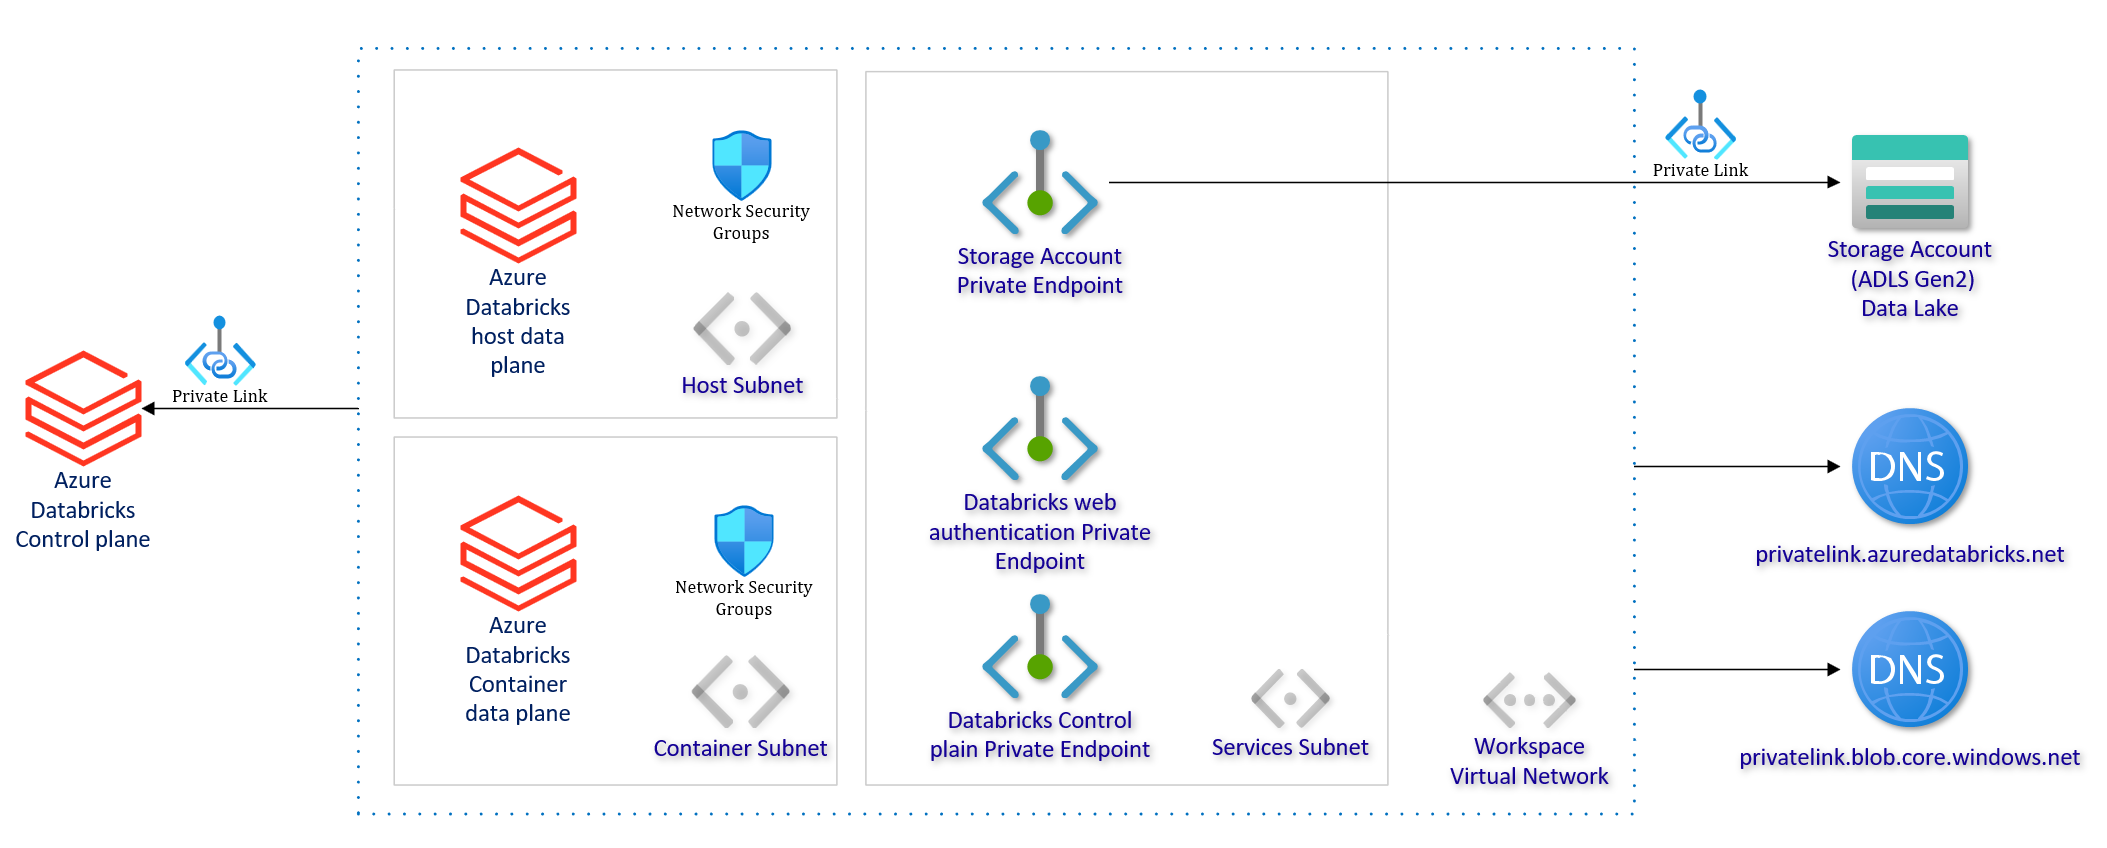 Private Link
Azure
Databricks
Control plane
Azure
Databricks
host data
plane
Network Security
Groups
Host Subnet
Azure
Databricks
Container
data plane
Network Security
Groups
Container Subnet
Storage Account
Private Endpoint
Databricks web
authentication Private
Endpoint
Databricks Control
plain Private Endpoint
Services Subnet
Workspace
Virtual Network
Private Link
Storage Account
(ADLS Gen2)
Data Lake
DNS
privatelink.azuredatabricks.net
DNS
privatelink.blob.core.windows.net